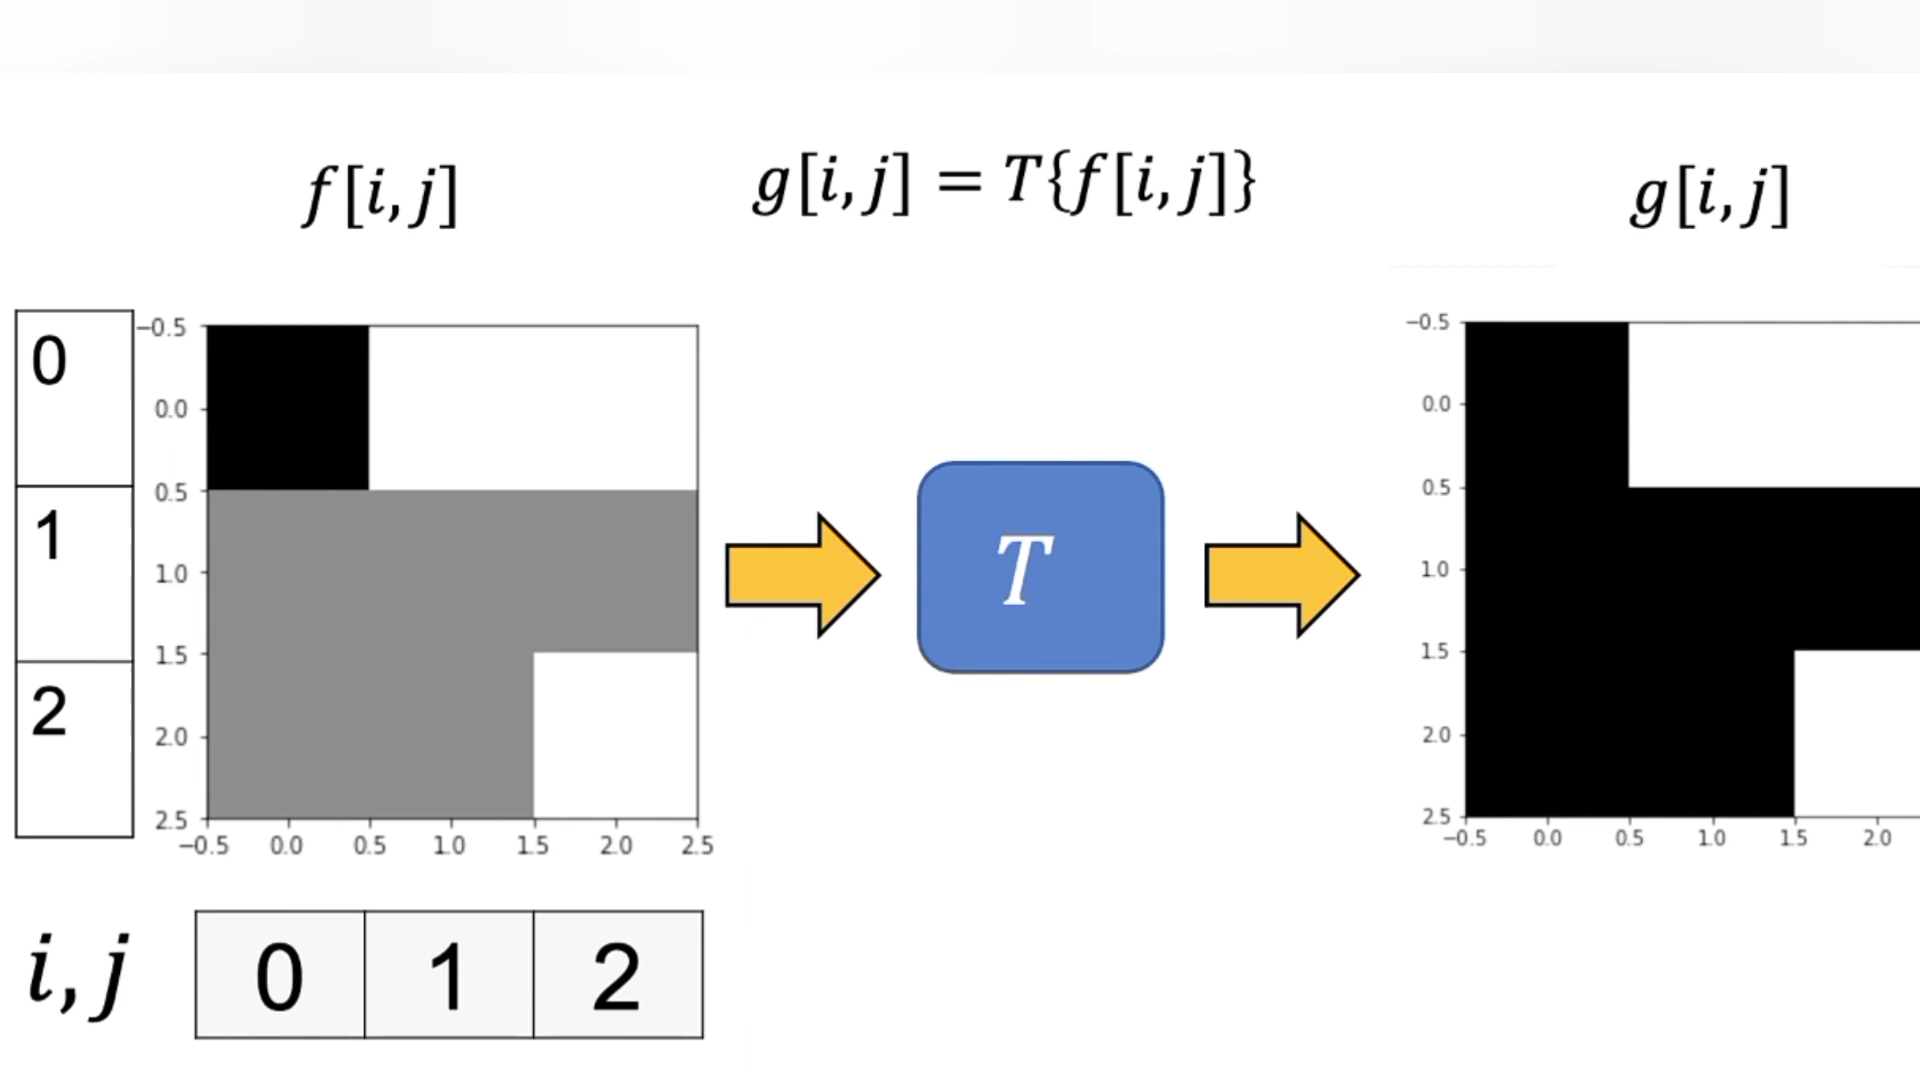 f[i,j]
g[i,j] = T{f[i,j]}
g[i,j]
0
1
2
−0.5
0.0
0.5
1.0
1.5
2.0
2.5
−0.5 0.0 0.5 1.0 1.5 2.0 2.5
T
−0.5
0.0
0.5
1.0
1.5
2.0
2.5
−0.5 0.0 0.5 1.0 1.5 2.0
i,j
0 1 2